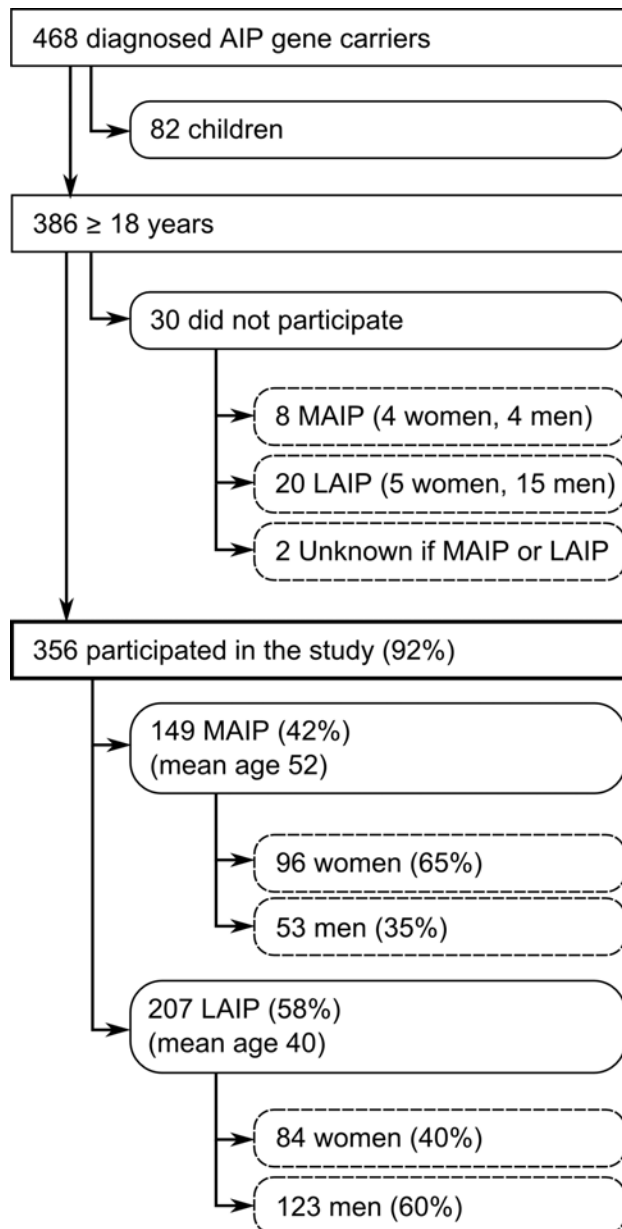 468 diagnosed AIP gene carriers
82 children
386 ≥ 18 years
30 did not participate
8 MAIP (4 women, 4 men)
20 LAIP (5 women, 15 men)
2 Unknown if MAIP or LAIP
356 participated in the study (92%)
149 MAIP (42%)
(mean age 52)
96 women (65%)
53 men (35%)
207 LAIP (58%)
(mean age 40)
84 women (40%)
123 men (60%)